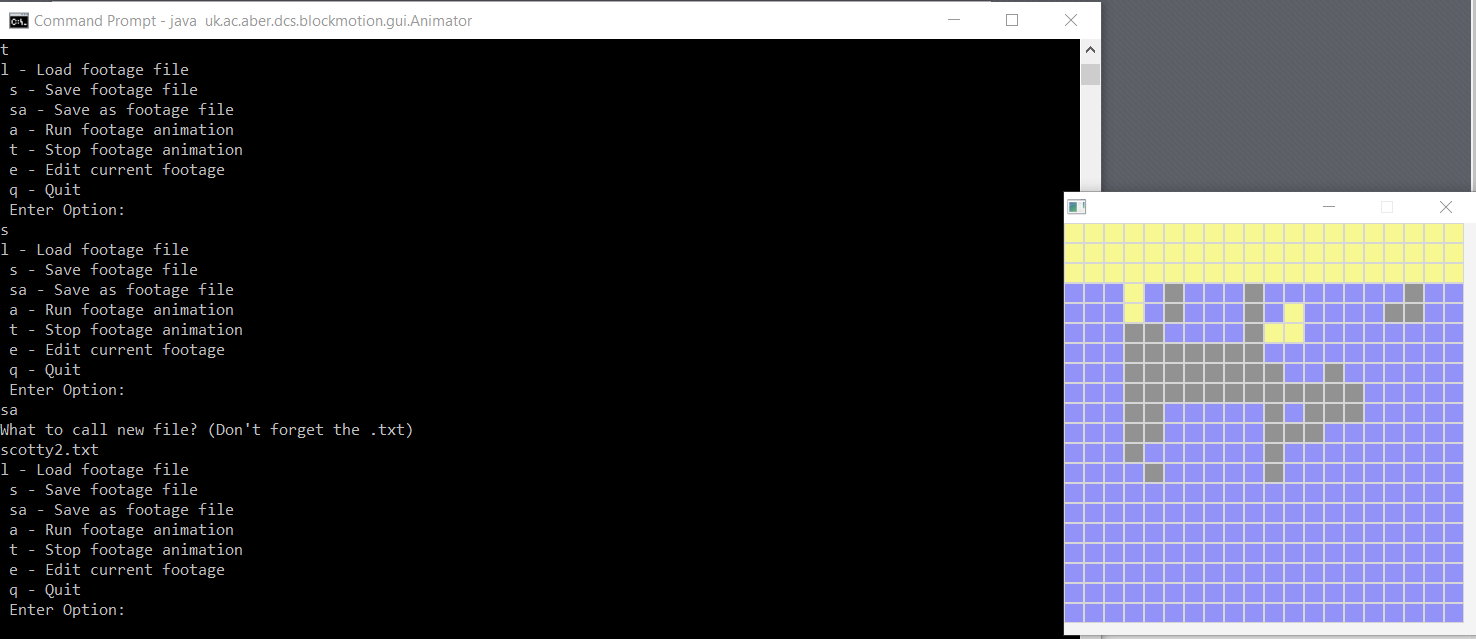 Command Prompt - java  uk.ac.aber.dcs.blockmotion.gui.Animator
t
l - Load footage file
 s - Save footage file
 sa - Save as footage file
 a - Run footage animation
 t - Stop footage animation
 e - Edit current footage
 q - Quit
 Enter Option:
s
l - Load footage file
 s - Save footage file
 sa - Save as footage file
 a - Run footage animation
 t - Stop footage animation
 e - Edit current footage
 q - Quit
 Enter Option:
sa
What to call new file? (Don't forget the .txt)
scotty2.txt
l - Load footage file
 s - Save footage file
 sa - Save as footage file
 a - Run footage animation
 t - Stop footage animation
 e - Edit current footage
 q - Quit
 Enter Option: